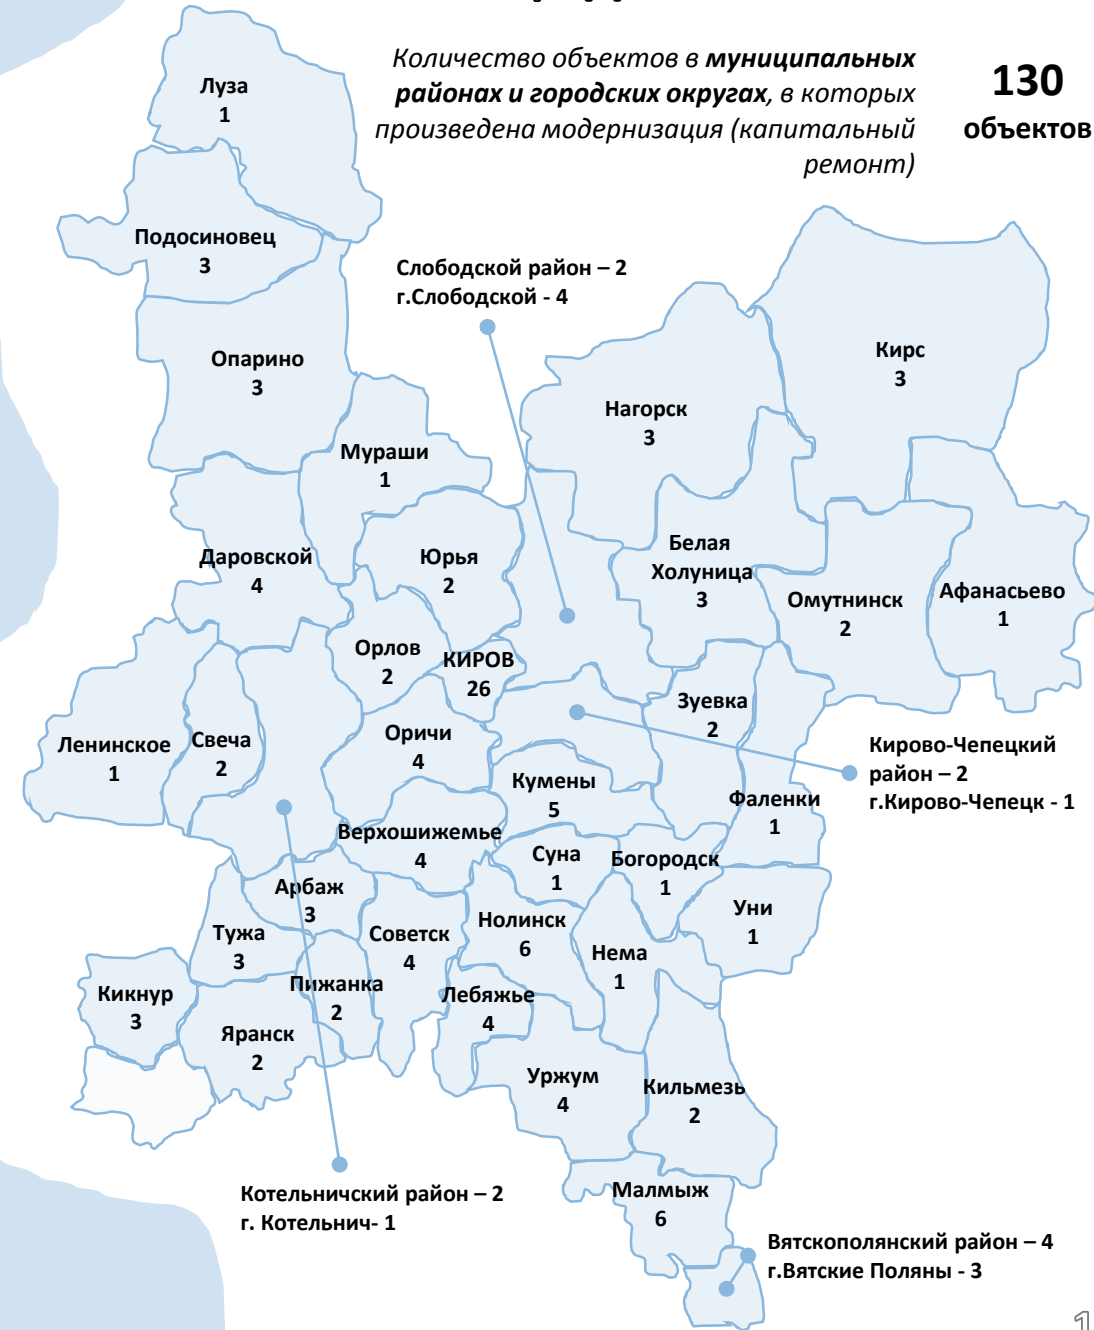 Количество объектов в муниципальных
районах и городских округах, в которых
произведена модернизация (капитальный
ремонт)
130
объектов
Луза
1
Подосиновец
3
Слободской район – 2
г.Слободской - 4
Опарино
3
Кирс
3
Нагорск
3
Мураши
1
Даровской
4
Юрья
2
Белая
Холуница
3
Омутнинск
2
Афанасьево
1
Орлов
2
КИРОВ
26
Зуевка
2
Ленинское
1
Свеча
2
Оричи
4
Кирово-Чепецкий
район – 2
г.Кирово-Чепецк - 1
Кумены
5
Фаленки
1
Верхошижемье
4
Суна
1
Богородск
1
Арбаж
3
Уни
1
Тужа
3
Советск
4
Нолинск
6
Нема
1
Кикнур
3
Пижанка
2
Лебяжье
4
Яранск
2
Уржум
4
Кильмезь
2
Котельничский район – 2
г. Котельнич- 1
Малмыж
6
Вятскополянский район – 4
г.Вятские Поляны - 3